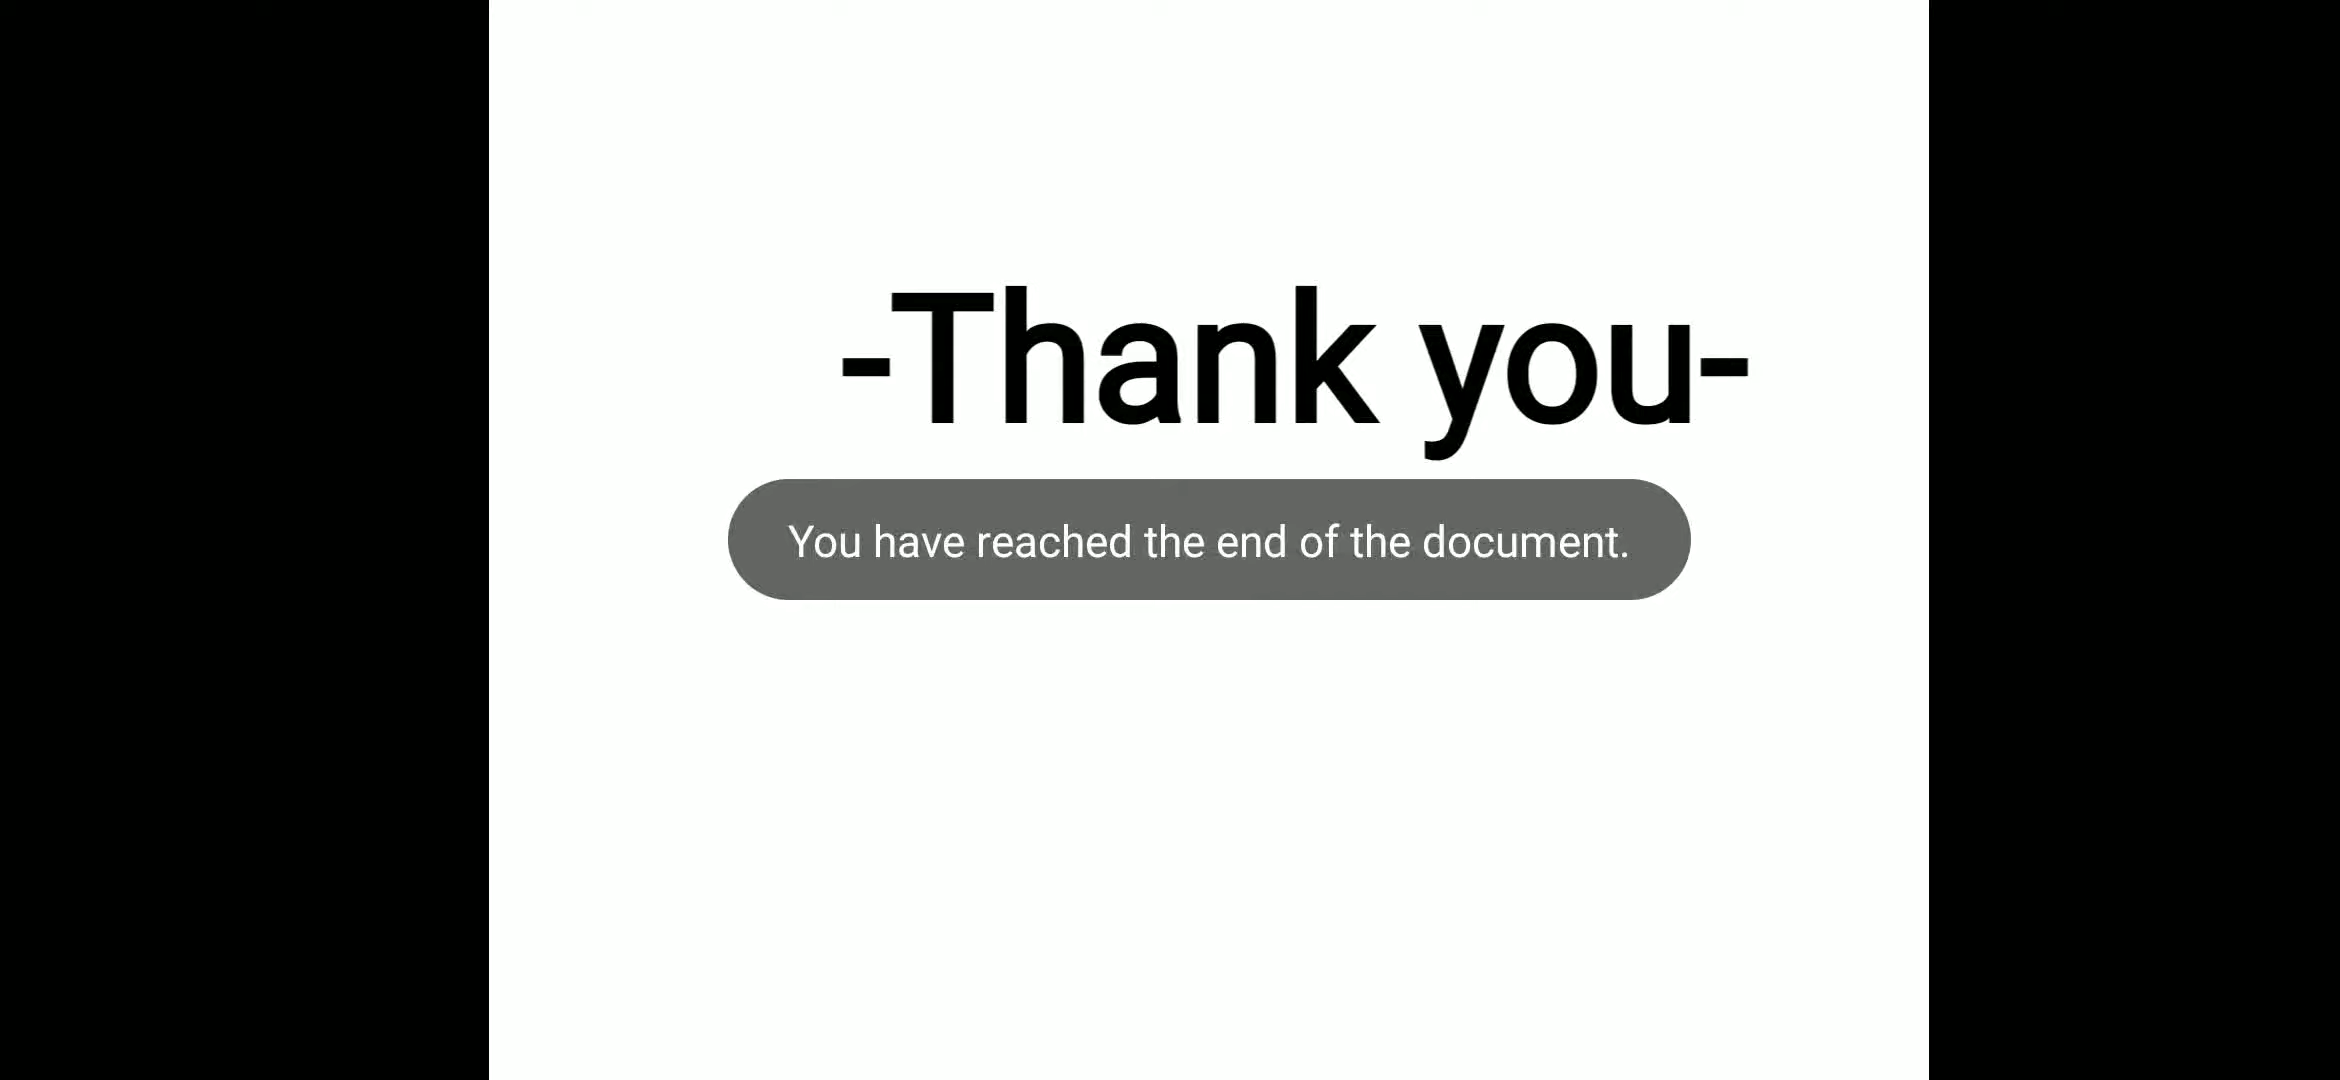 -Thank you-
You have reached the end of the document.